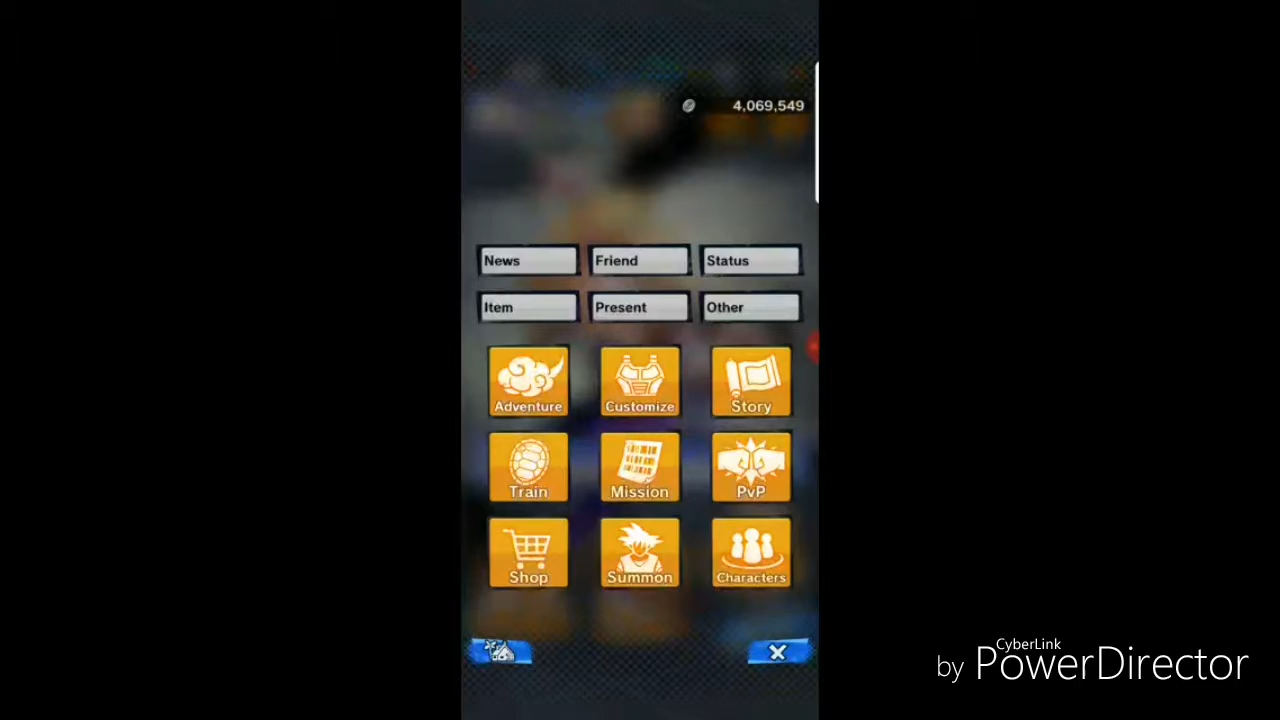 4,069,549
News Friend Status
Item Present Other
Adventure Customize Story
Train Mission PvP
Shop Summon Characters
CyberLink
by PowerDirector